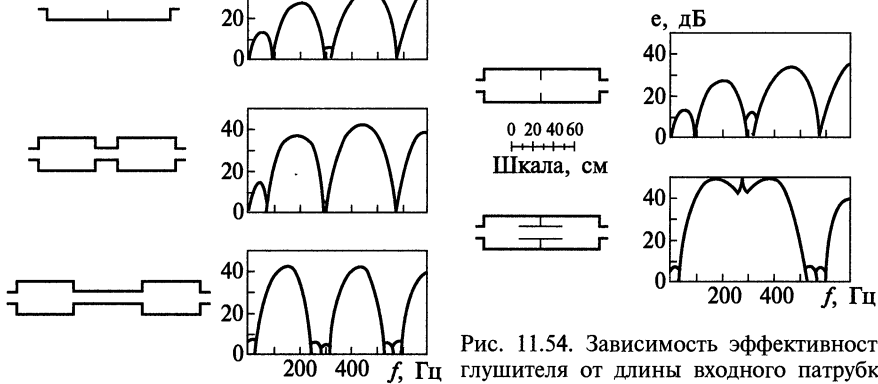 20
0
40
20
0
40
20
0
200 400 f, Гц
е, дБ
40
20
0
0 20 40 60
Шкала, см
40
20
0
200 400 f, Гц
Рис. 11.54. Зависимость эффективност
глушителя от длины входного патрубк